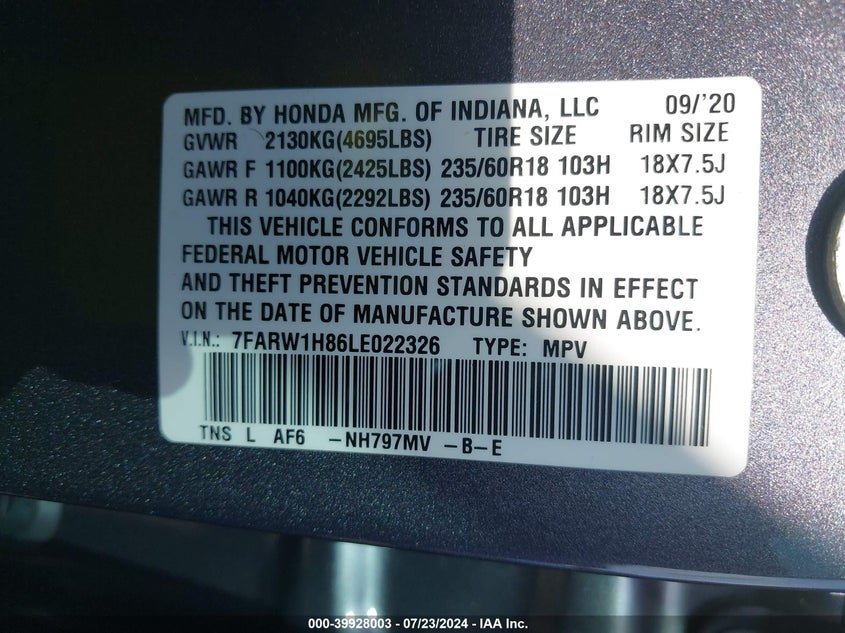 MFD. BY HONDA MFG. OF INDIANA, LLC 09/'20
GVWR 2130KG(4695LBS) TIRE SIZE RIM SIZE
GAWR F 1100KG(2425LBS) 235/60R18 103H 18X7.5J
GAWR R 1040KG(2292LBS) 235/60R18 103H 18X7.5J
THIS VEHICLE CONFORMS TO ALL APPLICABLE
FEDERAL MOTOR VEHICLE SAFETY
AND THEFT PREVENTION STANDARDS IN EFFECT
ON THE DATE OF MANUFACTURE SHOWN ABOVE.
V.I.N.: 7FARW1H86LE022326 TYPE: MPV
TNS L AF6 -NH797MV -B-E
000-39928003 — 07/23/2024 - IAA Inc.